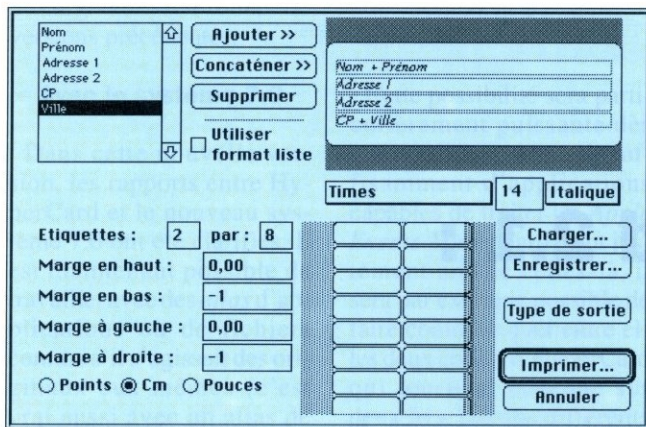 Nom
Prénom
Adresse 1
Adresse 2
CP
Ville
Ajouter >>
Concaténer >>
Supprimer
Utiliser
format liste
Nom + Prénom
Adresse 1
Adresse 2
CP + Ville
Times 14 Italique
Etiquettes : 2 par : 8
Marge en haut : 0,00
Marge en bas : -1
Marge à gauche : 0,00
Marge à droite : -1
Points Cm Pouces
Charger...
Enregistrer...
Type de sortie
Imprimer...
Annuler